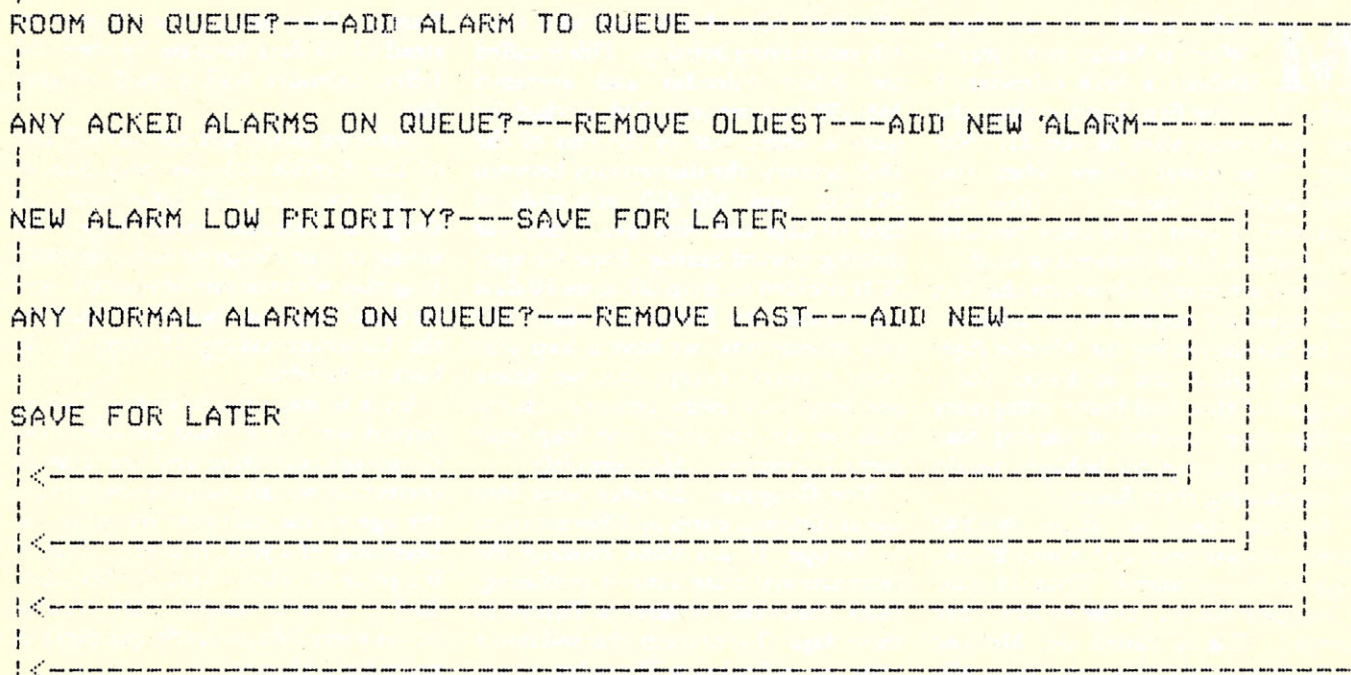 ROOM ON QUEUE?---ADD ALARM TO QUEUE
ANY ACKED ALARMS ON QUEUE?---REMOVE OLDEST---ADD NEW 'ALARM
NEW ALARM LOW PRIORITY?---SAVE FOR LATER
ANY NORMAL ALARMS ON QUEUE?---REMOVE LAST---ADD NEW
SAVE FOR LATER